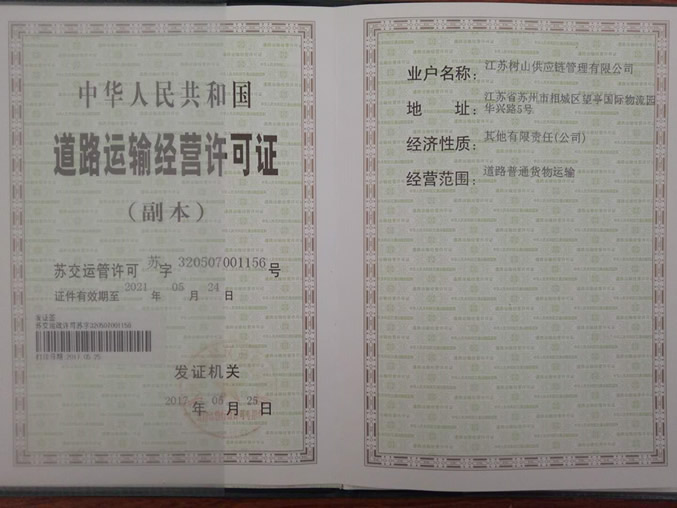 中华人民共和国
道路运输经营许可证
（副本）
苏交运管许可 苏 字 320507001156 号
证件有效期至 2021 年 05 月 24 日
发证机关
2017 年 05 月 25 日
业户名称： 江苏树山供应链管理有限公司
地 址： 江苏省苏州市相城区望亭国际物流园
华兴路5号
经济性质： 其他有限责任(公司)
经营范围： 道路普通货物运输